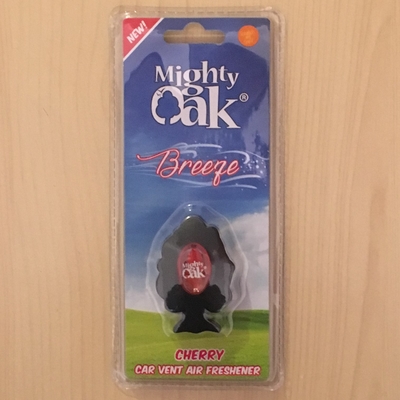 NEW!
Mighty
Oak®
Breeze
Mighty
Oak
CHERRY
CAR VENT AIR FRESHENER